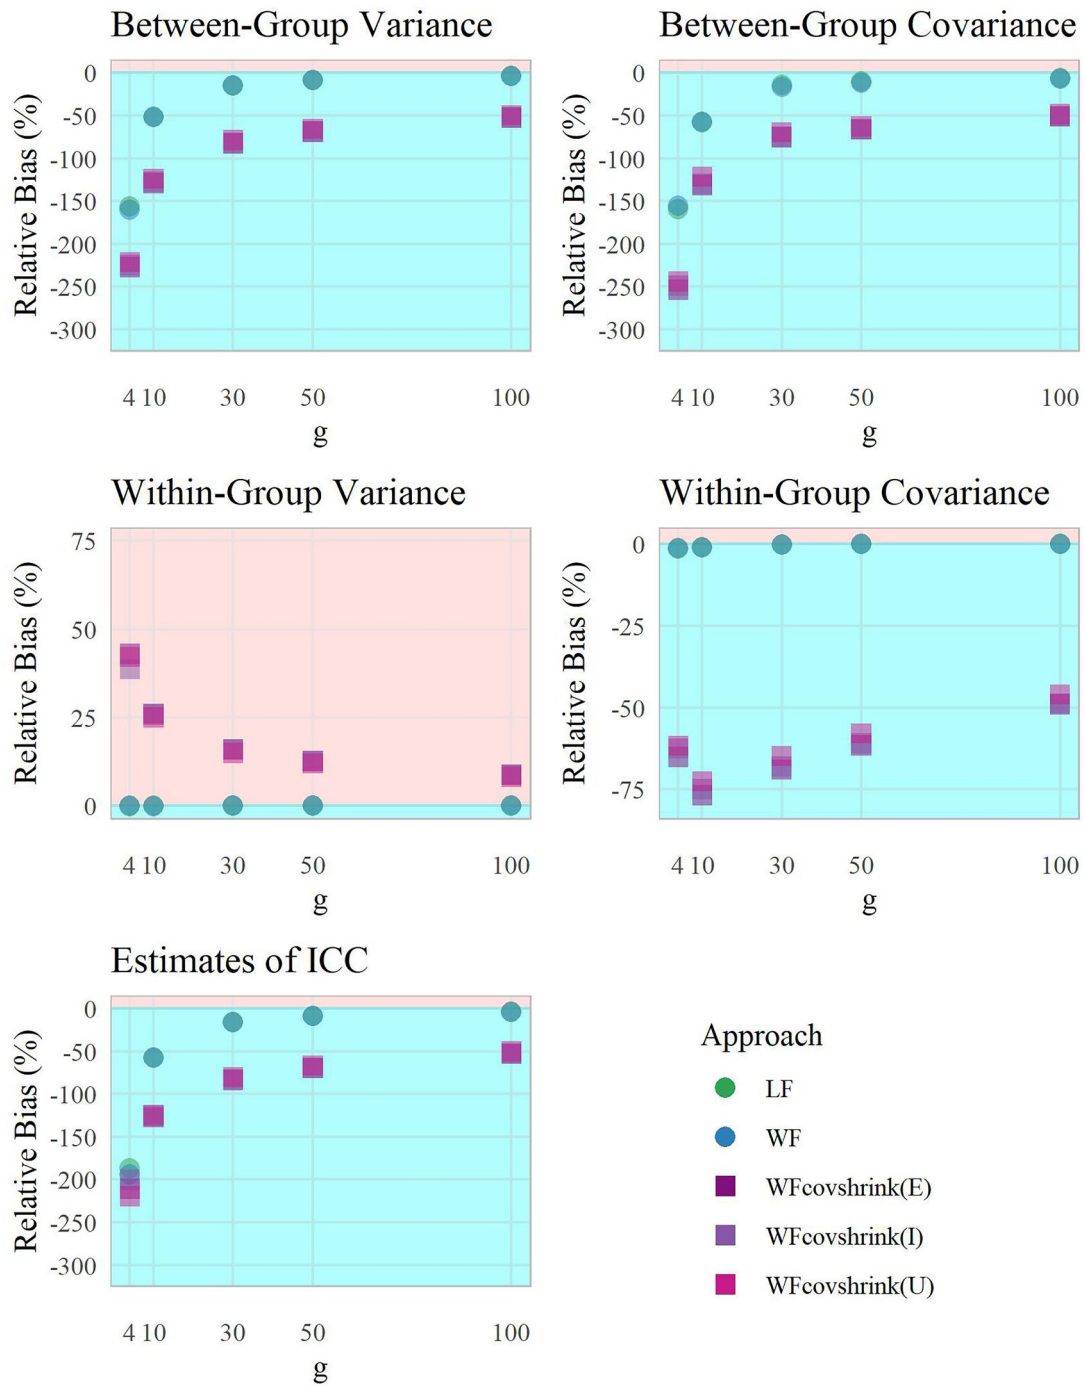 Between-Group Variance
Between-Group Covariance
Relative Bias (%)
0
-50
-100
-150
-200
-250
-300
4 10 30 50 100
g
Relative Bias (%)
0
-50
-100
-150
-200
-250
-300
4 10 30 50 100
g
Within-Group Variance
Within-Group Covariance
Relative Bias (%)
75
50
25
0
4 10 30 50 100
g
Relative Bias (%)
0
-25
-50
-75
4 10 30 50 100
g
Estimates of ICC
Relative Bias (%)
0
-50
-100
-150
-200
-250
-300
4 10 30 50 100
g
Approach
LF
WF
WFcovshrink(E)
WFcovshrink(I)
WFcovshrink(U)